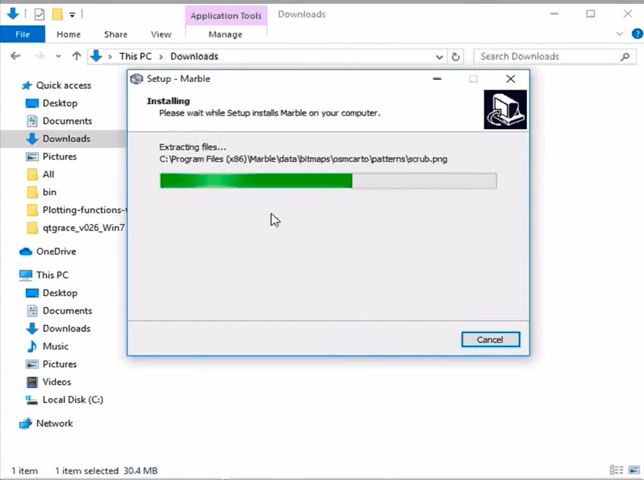 Application Tools
Downloads
File
Home
Share
View
Manage
This PC
Downloads
Search Downloads
Quick access
Desktop
Documents
Downloads
Pictures
All
bin
Plotting-functions-
qtgrace_v026_Win7
OneDrive
This PC
Desktop
Documents
Downloads
Music
Pictures
Videos
Local Disk (C:)
Network
Setup - Marble
Installing
Please wait while Setup installs Marble on your computer.
Extracting files...
C:\Program Files (x86)\Marble\data\bitmaps\osmcarto\patterns\scrub.png
Cancel
1 item
1 item selected 30.4 MB